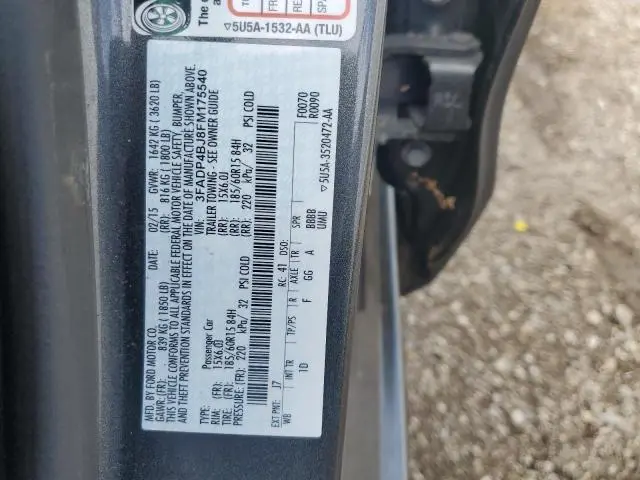 The e
a
TO
FR
RE
SPA
▽5U5A-1532-AA (TLU)
MFD. BY FORD MOTOR CO.
DATE: 02/15 GVWR: 1642 KG ( 3620 LB)
GAWR: (FR): 839 KG ( 1850 LB) (RR): 816 KG ( 1800 LB)
THIS VEHICLE CONFORMS TO ALL APPLICABLE FEDERAL MOTOR VEHICLE SAFETY, BUMPER,
AND THEFT PREVENTION STANDARDS IN EFFECT ON THE DATE OF MANUFACTURE SHOWN ABOVE.
VIN: 3FADP4BJ8FM175540
TYPE: Passenger Car TRAILER TOWING - SEE OWNER GUIDE
RIM: (FR): 15X6.0J (RR): 15X6.0J
TIRE: (FR): 185/60R15 84H (RR): 185/60R15 84H
PRESSURE: (FR): 220 kPa/ 32 PSI COLD (RR): 220 kPa/ 32 PSI COLD
F0070
R0090
EXT PNT: J7 RC: 41 DSO:
WB INT TR TP/PS R AXLE TR SPR
1D F GG A BBBB
UMU
▽5U5A-3520472-AA